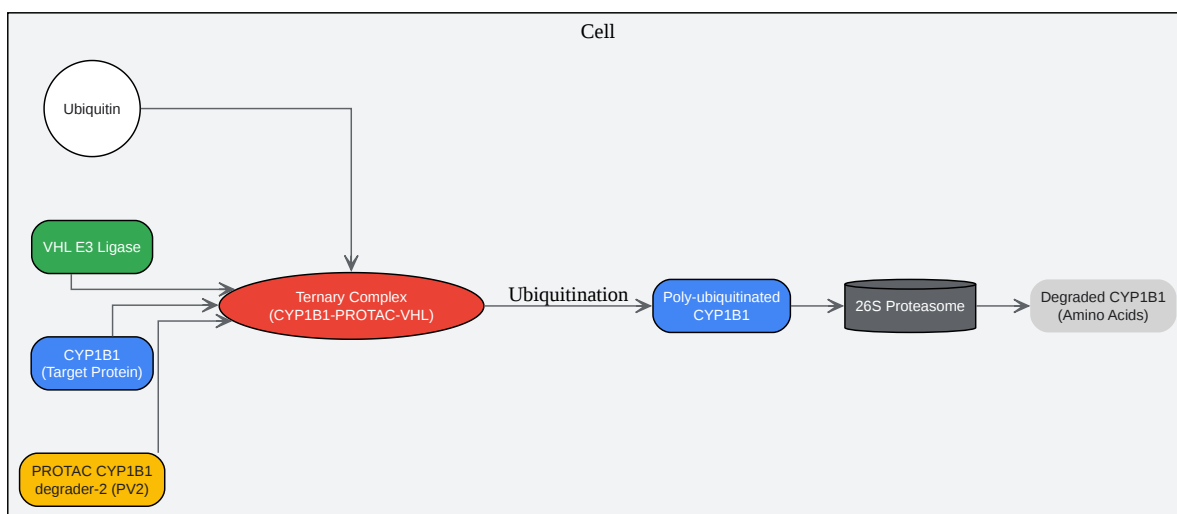 Cell
Ubiquitin
VHL E3 Ligase
CYP1B1
(Target Protein)
PROTAC CYP1B1
degrader-2 (PV2)
Ternary Complex
(CYP1B1-PROTAC-VHL)
Ubiquitination
Poly-ubiquitinated
CYP1B1
26S Proteasome
Degraded CYP1B1
(Amino Acids)